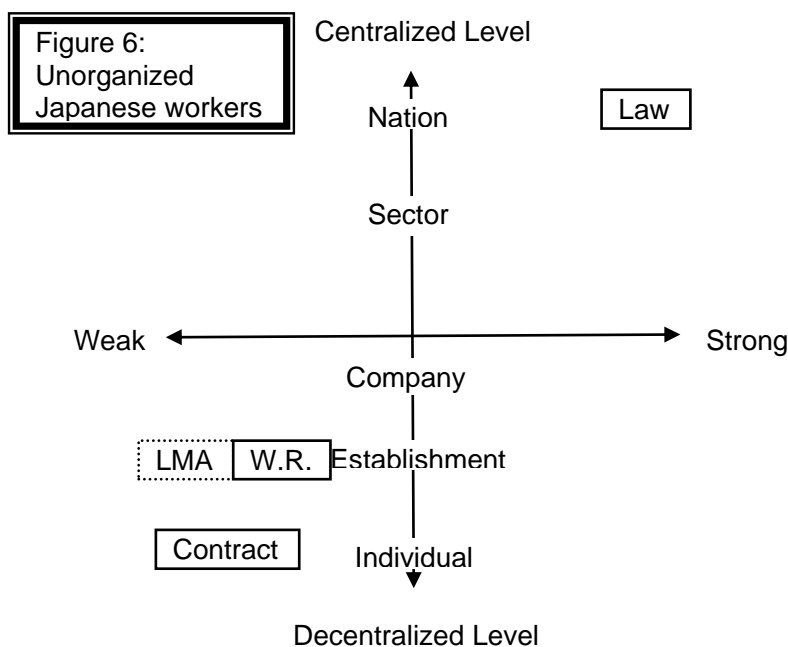 Figure 6:
Unorganized
Japanese workers
Centralized Level
Nation
Law
Sector
Weak
Strong
Company
LMA
W.R.
Establishment
Contract
Individual
Decentralized Level